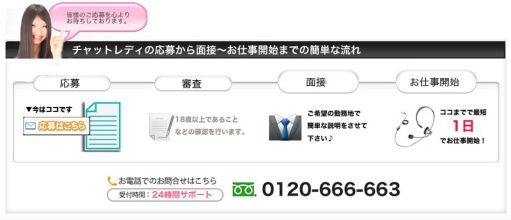 皆様のご応募を心より
お待ちしております。
チャットレディの応募から面接～お仕事開始までの簡単な流れ
応募
審査
面接
お仕事開始
▼今はココです
応募はこちら
18歳以上であること
などの確認を行います。
ご希望の勤務地で
簡単な説明をさせて
下さい♪
ココまでで最短
1日
でお仕事開始！
お電話でのお問合せはこちら
受付時間：24時間サポート
0120-666-663